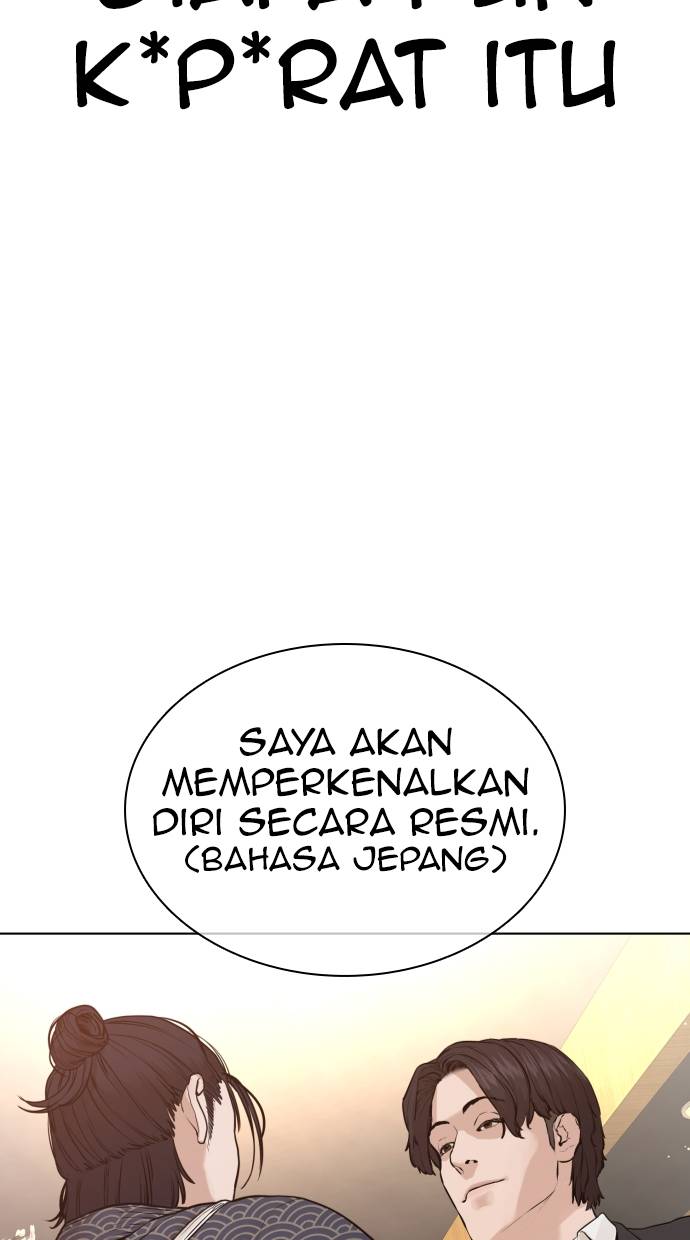 K*P*RAT ITU
SAYA AKAN
MEMPERKENALKAN
DIRI SECARA RESMI.
(BAHASA JEPANG)